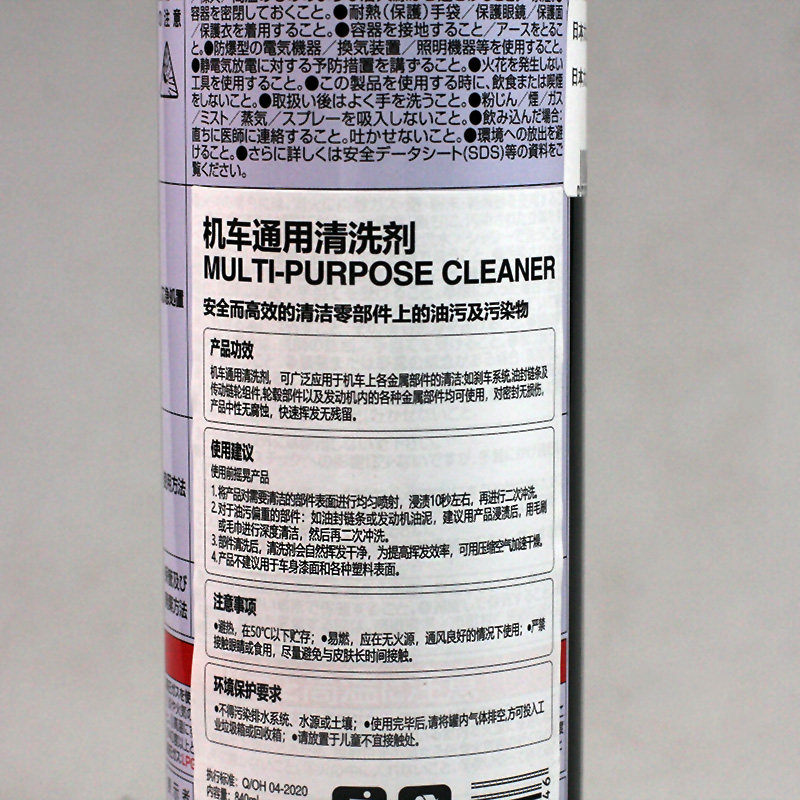 容器を密閉しておくこと。●耐熱(保護)手袋/保護眼鏡/保護面
/保護衣を着用すること。●容器を接地すること/アースをとるこ
と。●防爆型の電気機器/換気装置/照明機器等を使用すること。
●静電気放電に対する予防措置を講ずること。●火花を発生しない
工具を使用すること。●この製品を使用する時に、飲食または喫煙
をしないこと。●取扱い後はよく手を洗うこと。●粉じん/煙/ガス
/ミスト/蒸気/スプレーを吸入しないこと。●飲み込んだ場合:
直ちに医師に連絡すること。吐かせないこと。●環境への放出を避
けること。●さらに詳しくは安全データシート(SDS)等の資料をご
覧ください。
注意
日本
日本
机车通用清洗剂
MULTI-PURPOSE CLEANER
安全而高效的清洁零部件上的油污及污染物
产品功效
机车通用清洗剂,可广泛应用于机车上各金属部件的清洁:如刹车系统,油封链条及
传动链轮组件,轮毂部件以及发动机内的各种金属部件均可使用,对密封无损伤。
产品中性无腐蚀,快速挥发无残留。
使用建议
使用前摇晃产品
1.将产品对需要清洁的部件表面进行均匀喷射,浸渍10秒左右,再进行二次冲洗。
2.对于油污偏重的部件:如油封链条或发动机油泥,建议用产品浸渍后,用毛刷
或毛巾进行深度清洁,然后再二次冲洗。
3.部件清洗后,清洗剂会自然挥发干净,为提高挥发效率,可用压缩空气加速干燥。
4.产品不建议用于车身漆面和各种塑料表面。
注意事项
●避热,在50℃以下贮存;●易燃,应在无火源,通风良好的情况下使用;●严禁
接触眼睛或食用,尽量避免与皮肤长时间接触。
环境保护要求
●不得污染排水系统、水源或土壤;●使用完毕后,请将罐内气体排空,方可投入工
业垃圾箱或回收箱;●请放置于儿童不宜接触处。
执行标准:Q/OH 04-2020
内容量:840ml
処置
用方法
及び
方法
LPG